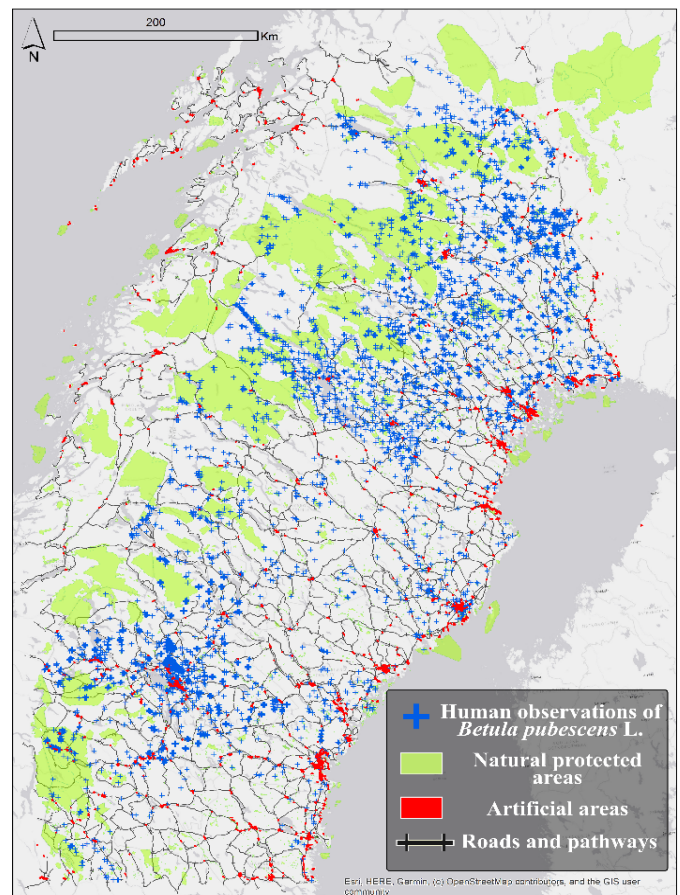 200
Km
N
Human observations of
Betula pubescens L.
Natural protected
areas
Artificial areas
Roads and pathways
Esri, HERE, Garmin, (c) OpenStreetMap contributors, and the GIS user
community